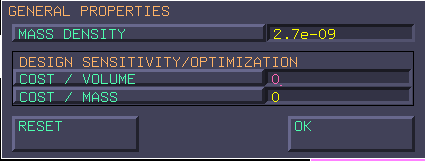 GENERAL PROPERTIES
MASS DENSITY 2.7e-09
DESIGN SENSITIVITY/OPTIMIZATION
COST / VOLUME 0
COST / MASS 0
RESET OK